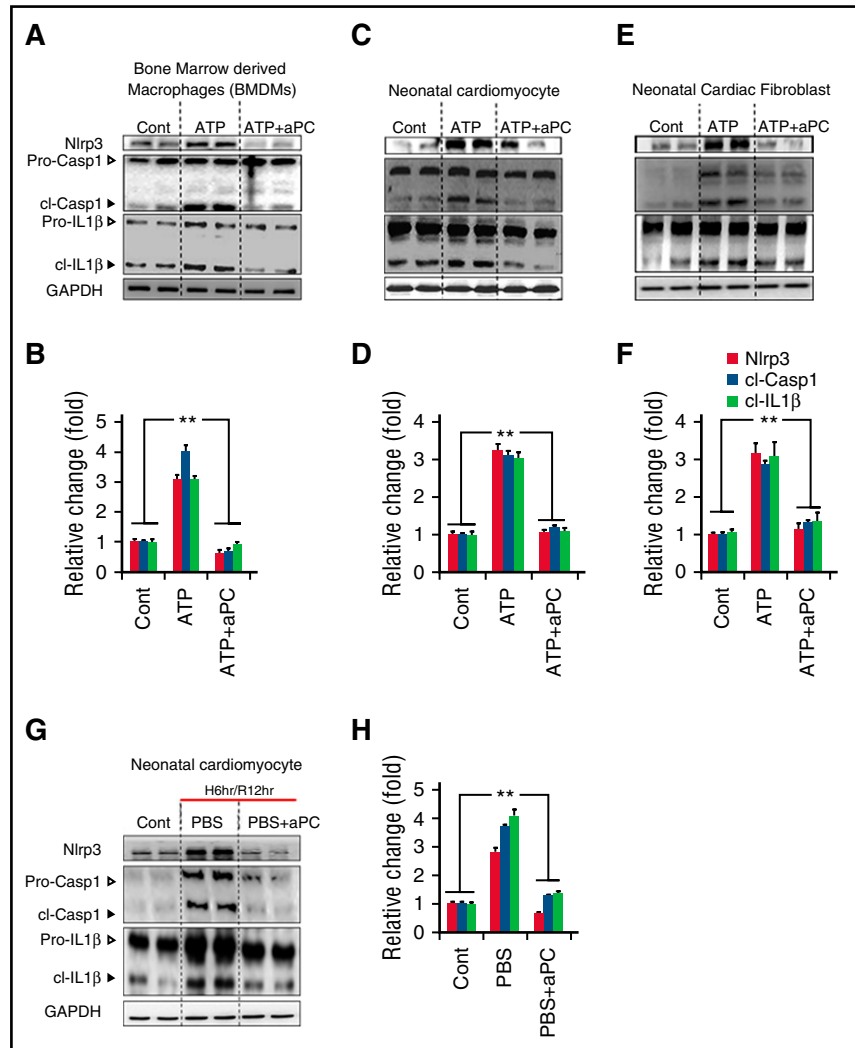 A
Bone Marrow derived
Macrophages (BMDMs)
Cont ATP ATP+aPC
Nlrp3
Pro-Casp1
cl-Casp1
Pro-IL1β
cl-IL1β
GAPDH
C
Neonatal cardiomyocyte
Cont ATP ATP+aPC
E
Neonatal Cardiac Fibroblast
Cont ATP ATP+aPC
B
Relative change (fold)
5
4
3
2
1
0
**
Cont
ATP
ATP+aPC
D
Relative change (fold)
4
3
2
1
0
**
Cont
ATP
ATP+aPC
F
Nlrp3
cl-Casp1
cl-IL1β
Relative change (fold)
4
3
2
1
0
**
Cont
ATP
ATP+aPC
G
Neonatal cardiomyocyte
H6hr/R12hr
Cont PBS PBS+aPC
Nlrp3
Pro-Casp1
cl-Casp1
Pro-IL1β
cl-IL1β
GAPDH
H
Relative change (fold)
5
4
3
2
1
0
**
Cont
PBS
PBS+aPC